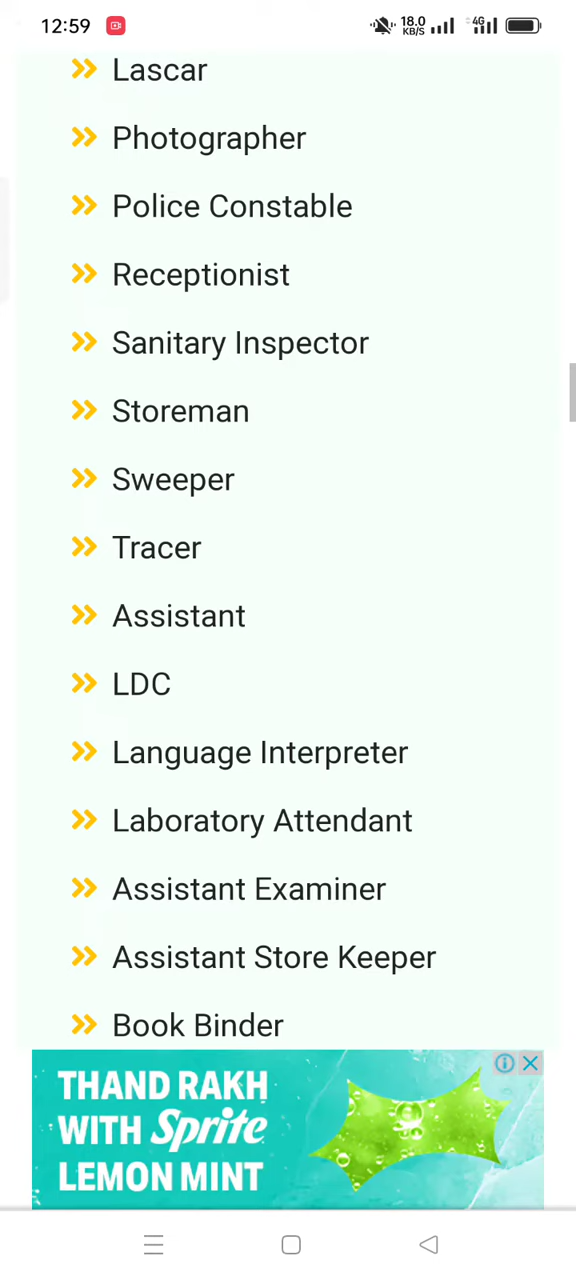 12:59
18.0
KB/S
4G
Lascar
Photographer
Police Constable
Receptionist
Sanitary Inspector
Storeman
Sweeper
Tracer
Assistant
LDC
Language Interpreter
Laboratory Attendant
Assistant Examiner
Assistant Store Keeper
Book Binder
THAND RAKH
WITH Sprite
LEMON MINT